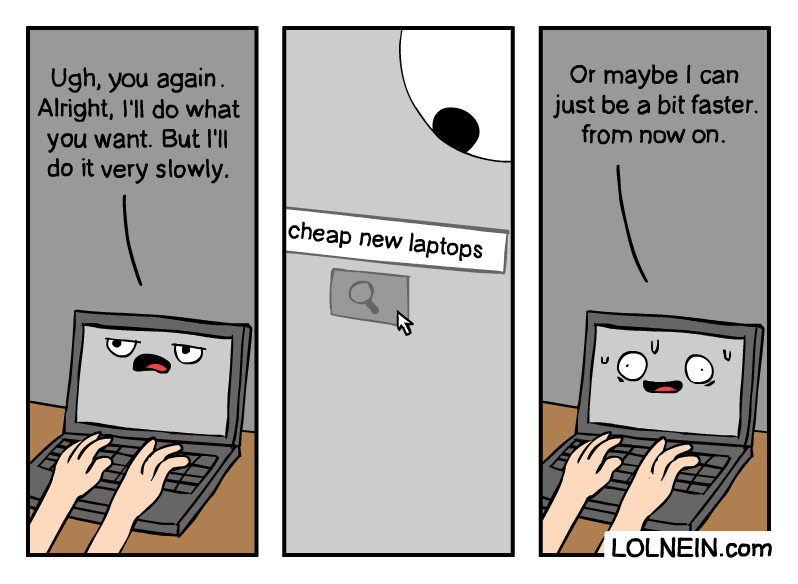 Ugh, you again.
Alright, I'll do what
you want. But I'll
do it very slowly.
cheap new laptops
Or maybe I can
just be a bit faster.
from now on.
LOLNEIN.com